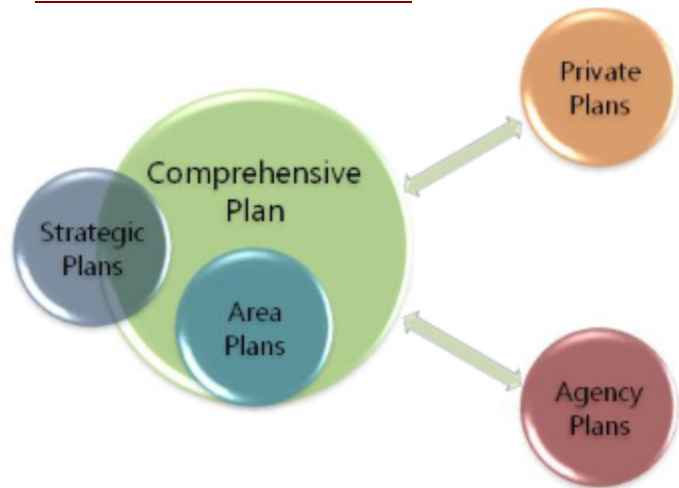 Private
Plans
Comprehensive
Plan
Strategic
Plans
Area
Plans
Agency
Plans